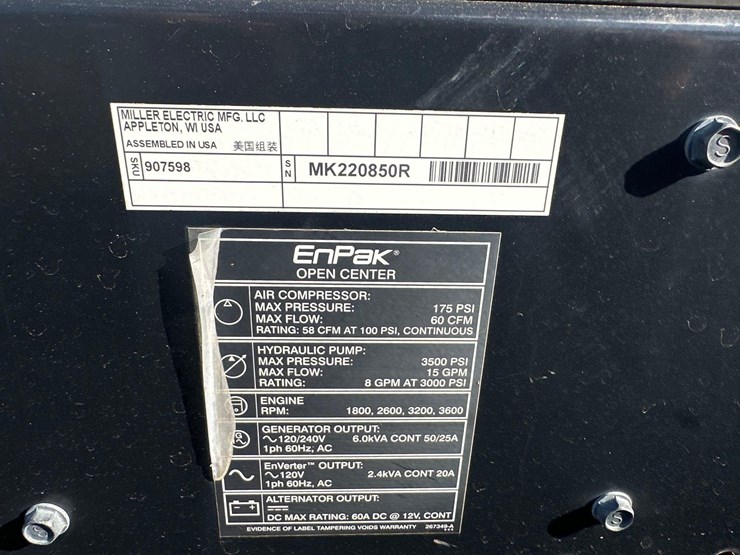 MILLER ELECTRIC MFG. LLC
APPLETON, WI USA
ASSEMBLED IN USA 美国组装
SKU 907598 SN MK220850R
EnPak®
OPEN CENTER
AIR COMPRESSOR:
MAX PRESSURE: 175 PSI
MAX FLOW: 60 CFM
RATING: 58 CFM AT 100 PSI, CONTINUOUS
HYDRAULIC PUMP:
MAX PRESSURE: 3500 PSI
MAX FLOW: 15 GPM
RATING: 8 GPM AT 3000 PSI
ENGINE
RPM: 1800, 2600, 3200, 3600
GENERATOR OUTPUT:
~120/240V 6.0kVA CONT 50/25A
1ph 60Hz, AC
EnVerter™ OUTPUT:
~120V 2.4kVA CONT 20A
1ph 60Hz, AC
ALTERNATOR OUTPUT:
DC MAX RATING: 60A DC @ 12V, CONT
EVIDENCE OF LABEL TAMPERING VOIDS WARRANTY 267349-A
S
S
S